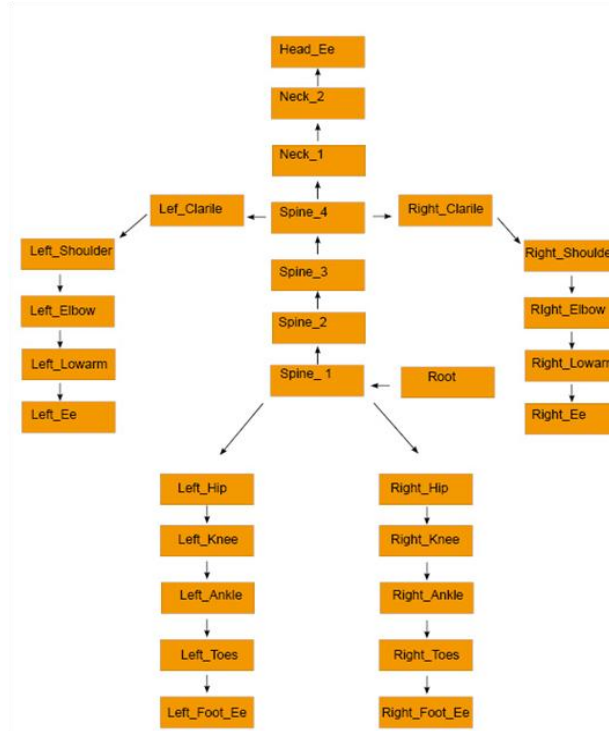 Head_Ee
Neck_2
Neck_1
Lef_Clarile
Spine_4
Right_Clarile
Left_Shoulder
Spine_3
Right_Shoulde
Left_Elbow
Spine_2
RIght_Elbow
Left_Lowarm
Spine_ 1
Root
Right_Lowarm
Left_Ee
Right_Ee
Left_Hip
Right_Hip
Left_Knee
Right_Knee
Left_Ankle
Right_Ankle
Left_Toes
Right_Toes
Left_Foot_Ee
Right_Foot_Ee